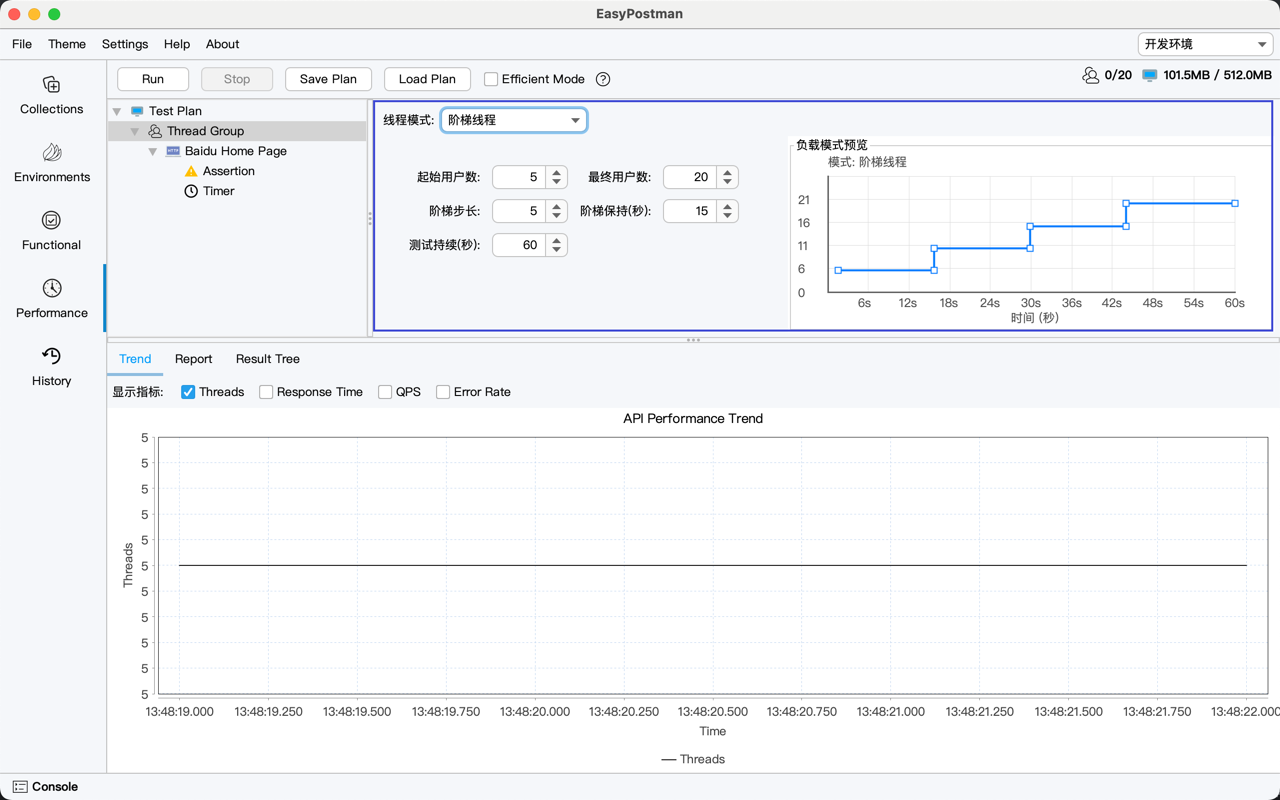 EasyPostman
File Theme Settings Help About
开发环境
Run Stop Save Plan Load Plan Efficient Mode ?
0/20 101.5MB / 512.0MB
Collections
Environments
Functional
Performance
History
Test Plan
Thread Group
HTTP Baidu Home Page
Assertion
Timer
线程模式: 阶梯线程
起始用户数: 5 最终用户数: 20
阶梯步长: 5 阶梯保持(秒): 15
测试持续(秒): 60
负载模式预览
模式: 阶梯线程
21
16
11
6
0
6s 12s 18s 24s 30s 36s 42s 48s 54s 60s
时间 (秒)
Trend Report Result Tree
显示指标: Threads Response Time QPS Error Rate
API Performance Trend
5
5
5
5
5
5
5
5
5
5
5
Threads
13:48:19.000 13:48:19.250 13:48:19.500 13:48:19.750 13:48:20.000 13:48:20.250 13:48:20.500 13:48:20.750 13:48:21.000 13:48:21.250 13:48:21.500 13:48:21.750 13:48:22.000
Time
Threads
Console